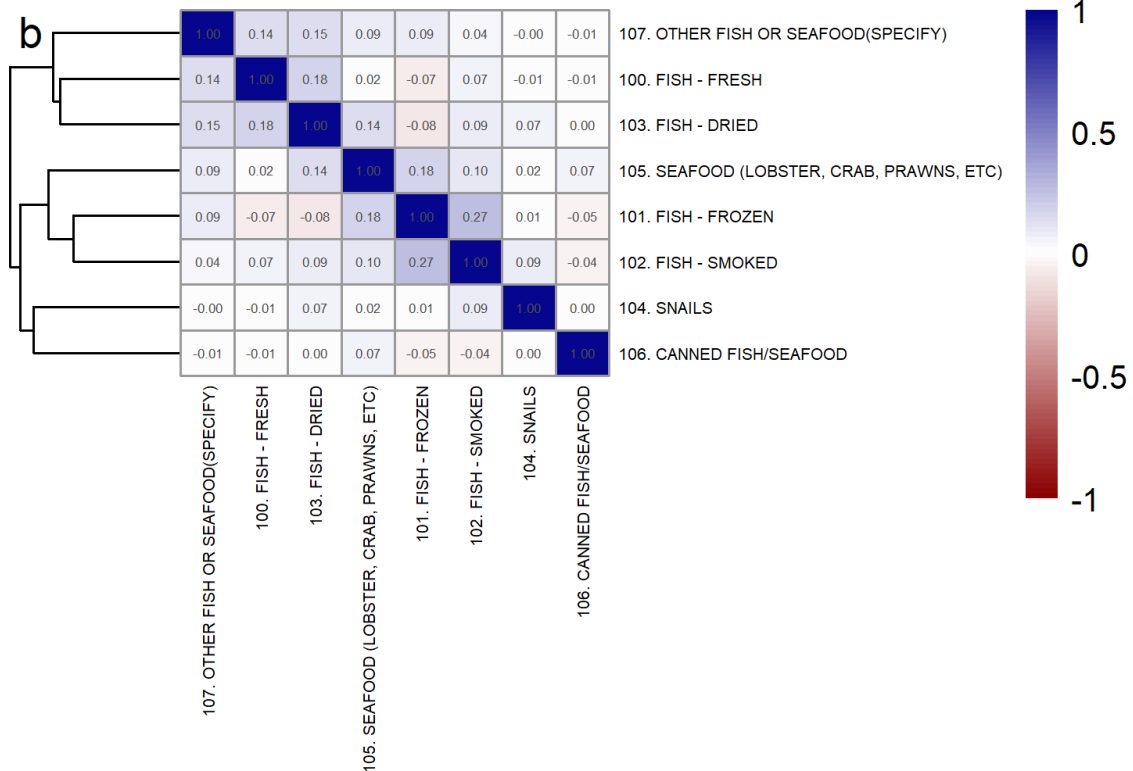 b
1.00 0.14 0.15 0.09 0.09 0.04 -0.00 -0.01 107. OTHER FISH OR SEAFOOD(SPECIFY)
0.14 1.00 0.18 0.02 -0.07 0.07 -0.01 -0.01 100. FISH - FRESH
0.15 0.18 1.00 0.14 -0.08 0.09 0.07 0.00 103. FISH - DRIED
0.09 0.02 0.14 1.00 0.18 0.10 0.02 0.07 105. SEAFOOD (LOBSTER, CRAB, PRAWNS, ETC)
0.09 -0.07 -0.08 0.18 1.00 0.27 0.01 -0.05 101. FISH - FROZEN
0.04 0.07 0.09 0.10 0.27 1.00 0.09 -0.04 102. FISH - SMOKED
-0.00 -0.01 0.07 0.02 0.01 0.09 1.00 0.00 104. SNAILS
-0.01 -0.01 0.00 0.07 -0.05 -0.04 0.00 1.00 106. CANNED FISH/SEAFOOD
107. OTHER FISH OR SEAFOOD(SPECIFY)
100. FISH - FRESH
103. FISH - DRIED
105. SEAFOOD (LOBSTER, CRAB, PRAWNS, ETC)
101. FISH - FROZEN
102. FISH - SMOKED
104. SNAILS
106. CANNED FISH/SEAFOOD
1
0.5
0
-0.5
-1